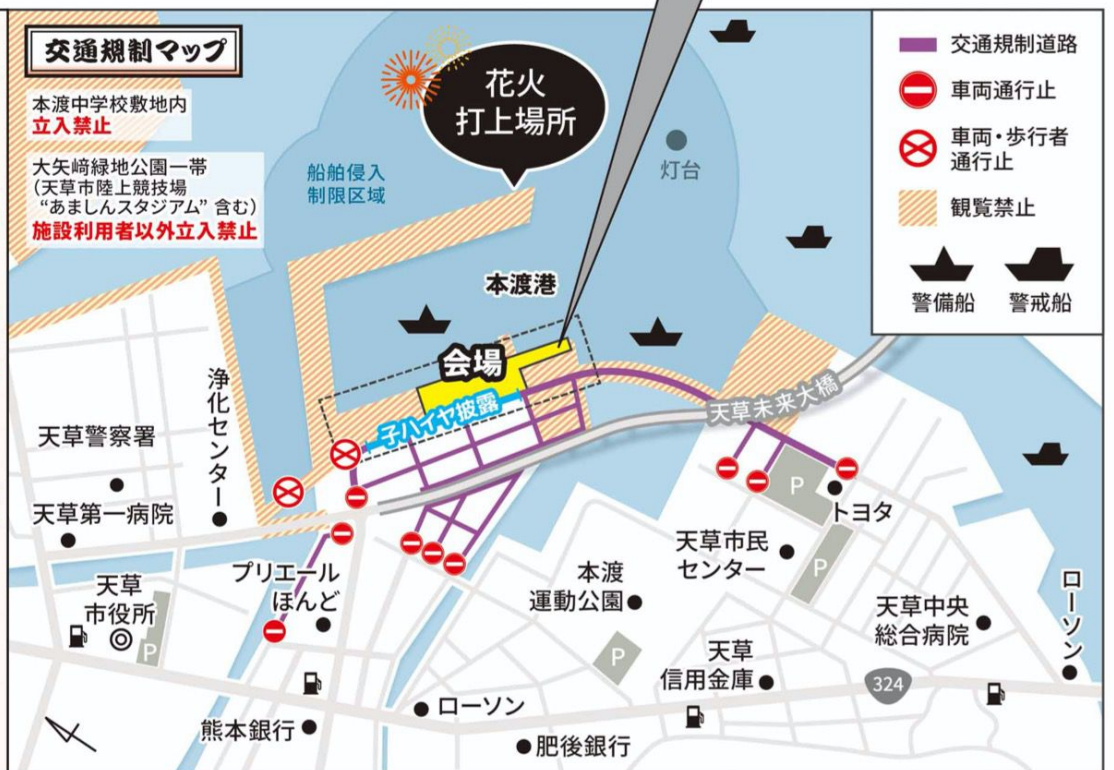 交通規制マップ
本渡中学校敷地内
立入禁止
大矢﨑緑地公園一帯
(天草市陸上競技場
“あましんスタジアム” 含む)
施設利用者以外立入禁止
花火
打上場所
船舶侵入
制限区域
灯台
本渡港
会場
子ハイヤ披露
天草未来大橋
交通規制道路
車両通行止
車両・歩行者
通行止
観覧禁止
警備船
警戒船
浄化センター
天草警察署
天草第一病院
天草
市役所
P
プリエール
ほんど
熊本銀行
ローソン
肥後銀行
本渡
運動公園
P
天草
信用金庫
天草市民
センター
P
トヨタ
P
天草中央
総合病院
324
ローソン